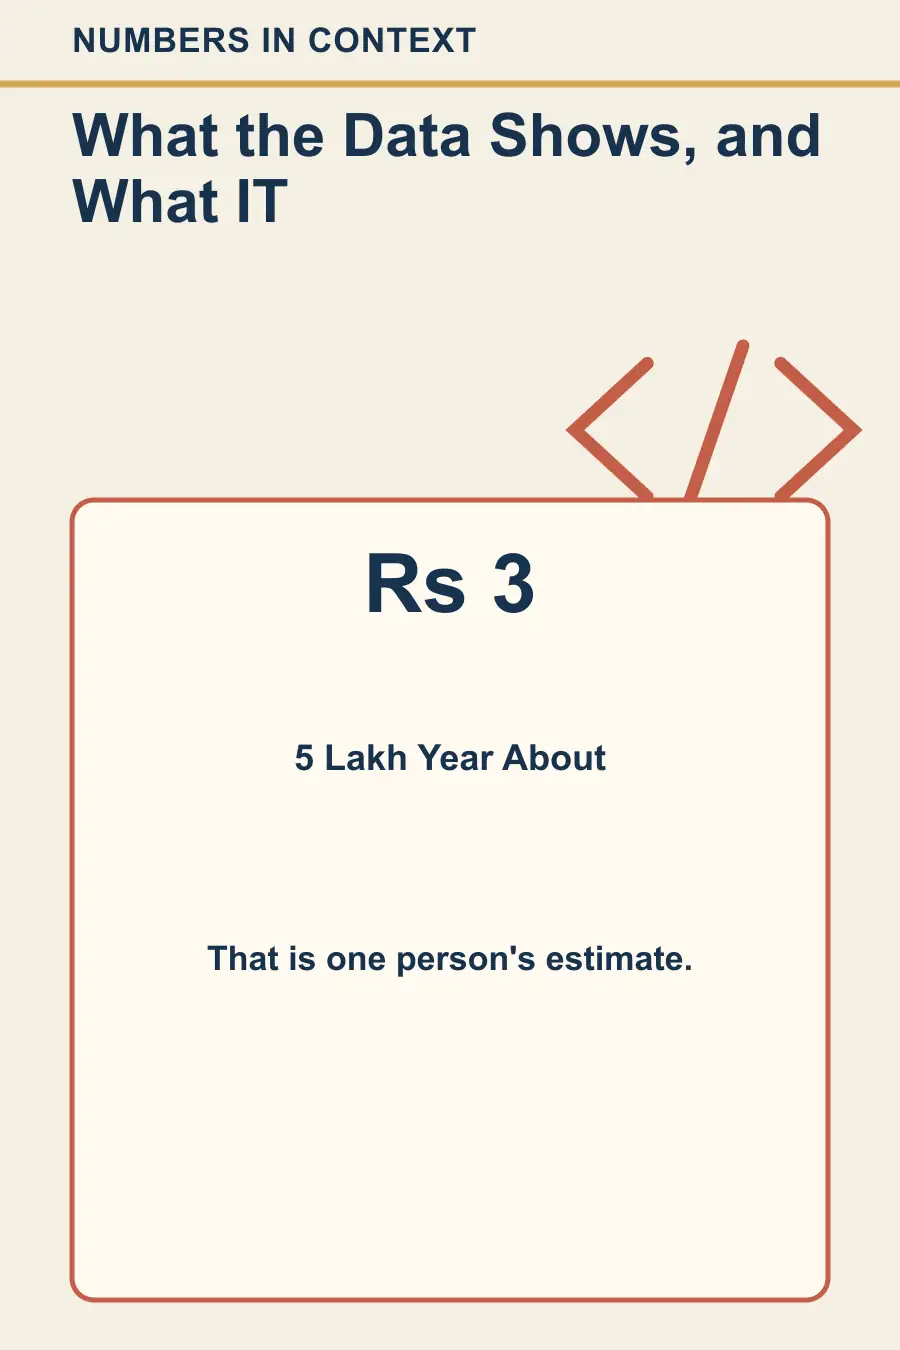 NUMBERS IN CONTEXT
What the Data Shows, and
What IT
Rs 3
5 Lakh Year About
That is one person's estimate.